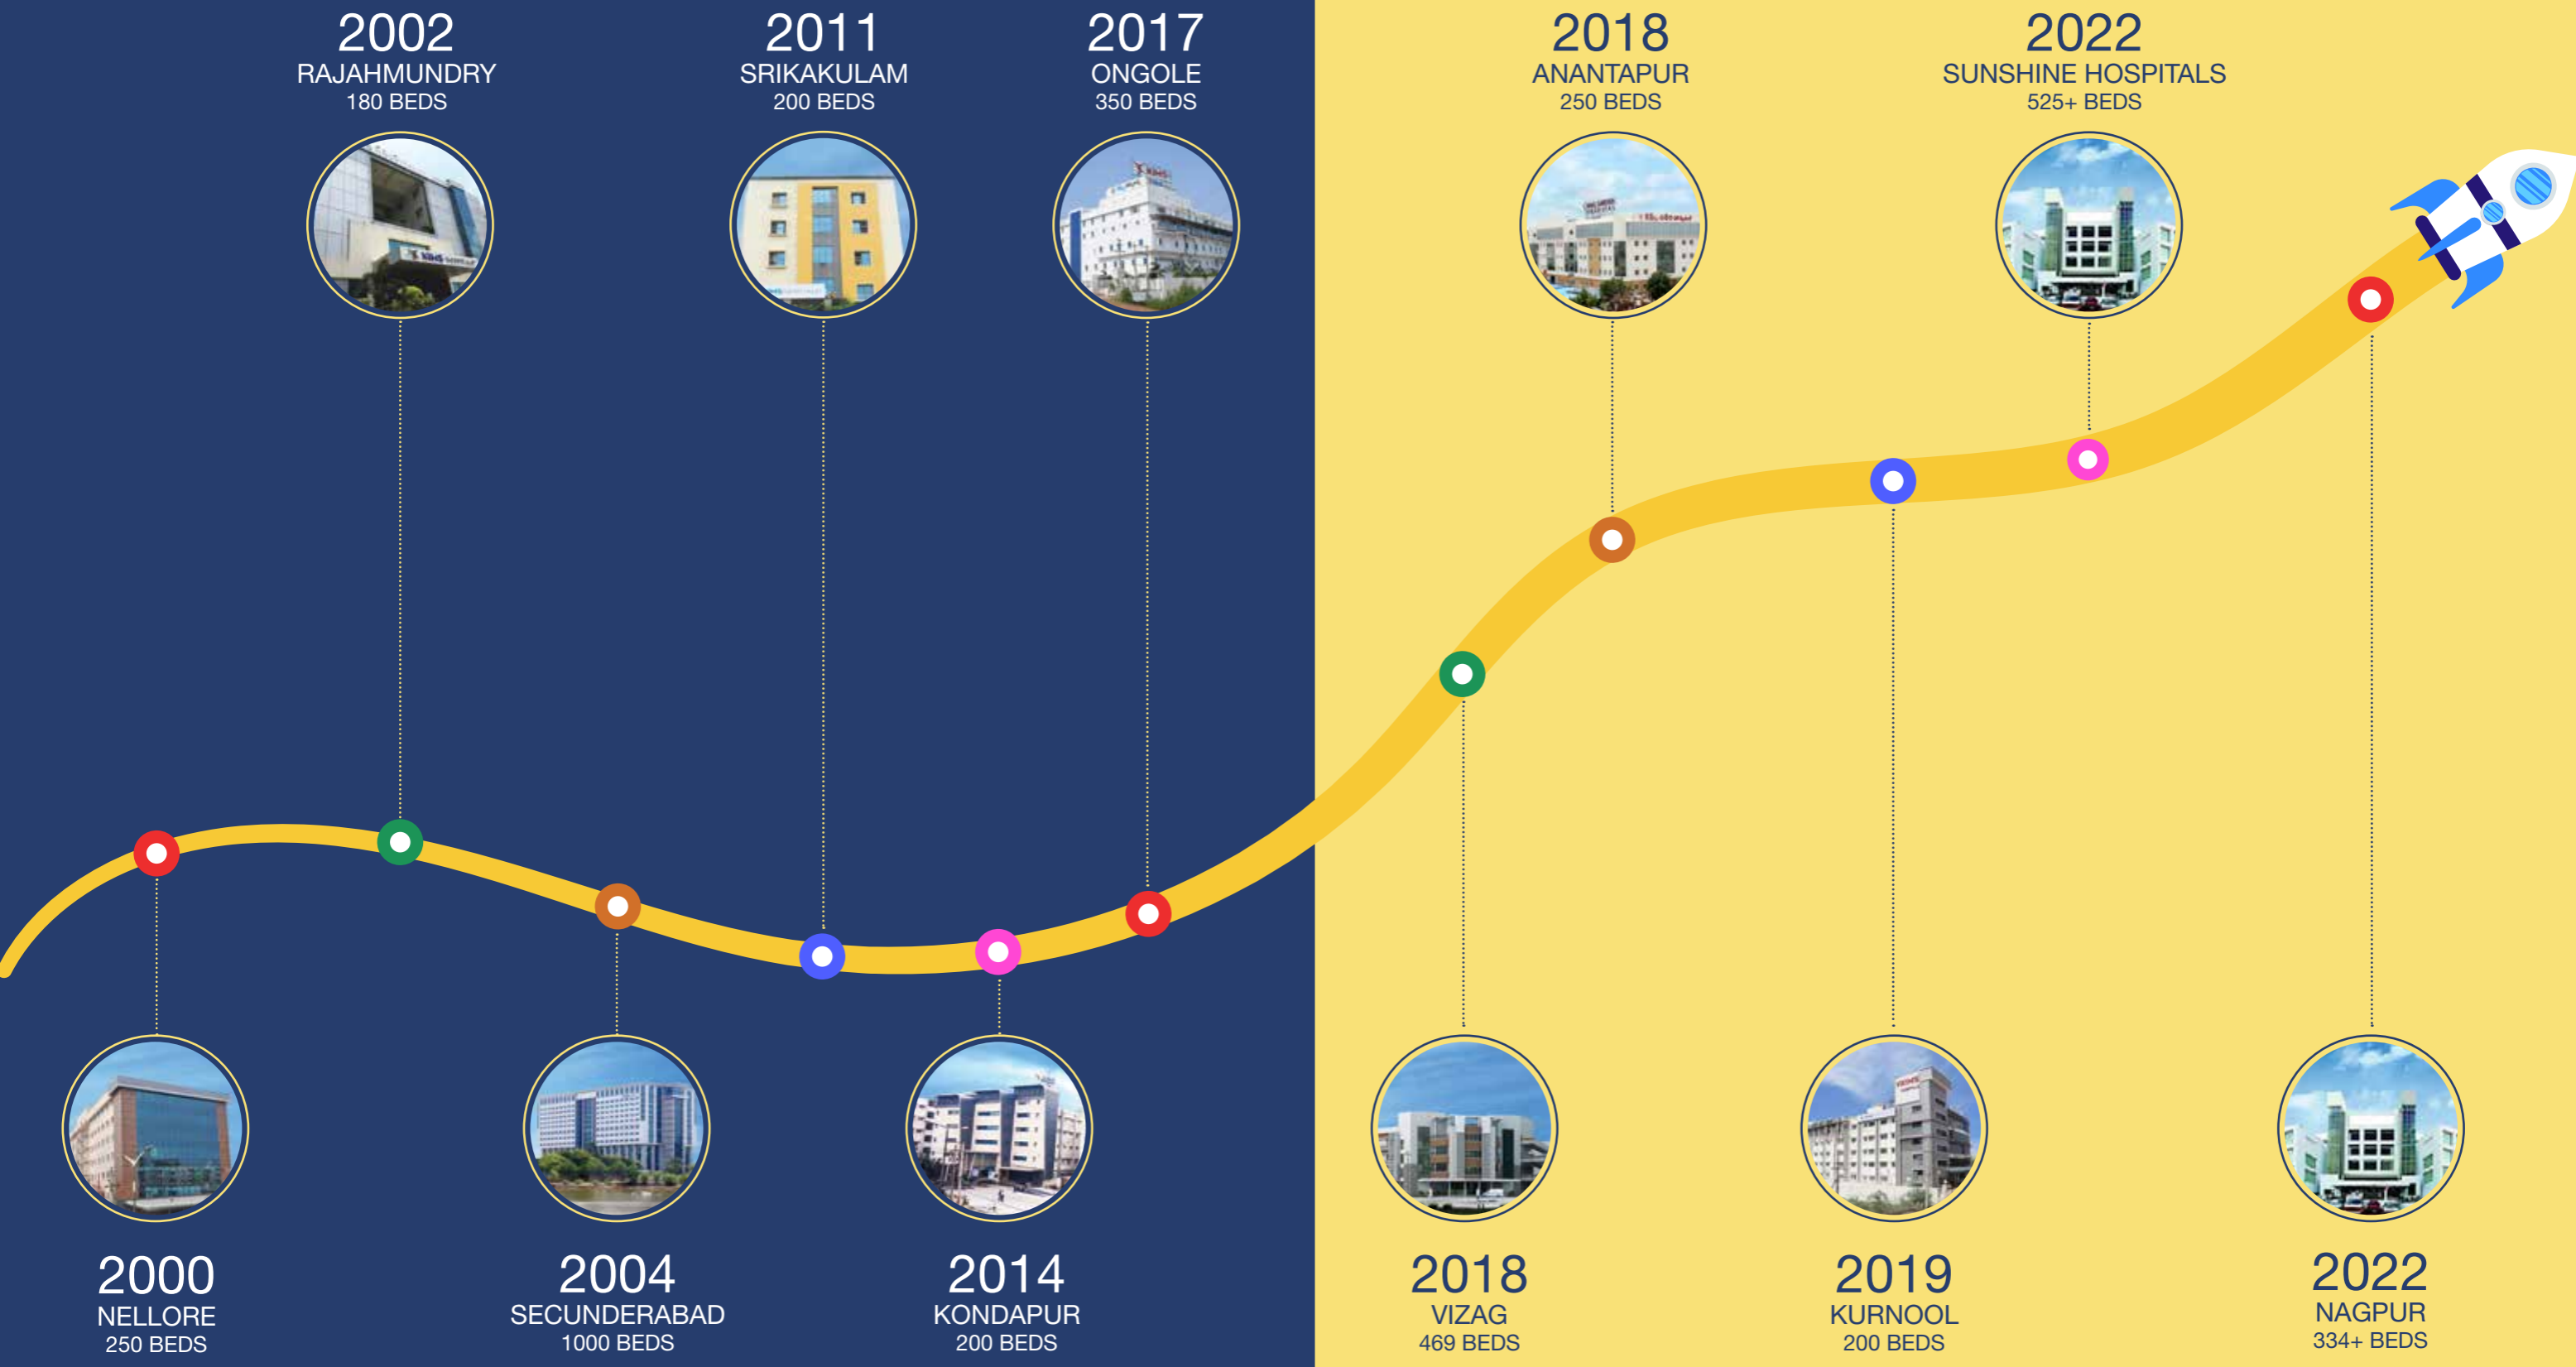 2002
RAJAHMUNDRY
180 BEDS
2011
SRIKAKULAM
200 BEDS
2017
ONGOLE
350 BEDS
2018
ANANTAPUR
250 BEDS
2022
SUNSHINE HOSPITALS
525+ BEDS
KIMS
KIMS
2000
NELLORE
250 BEDS
2004
SECUNDERABAD
1000 BEDS
2014
KONDAPUR
200 BEDS
2018
VIZAG
469 BEDS
2019
KURNOOL
200 BEDS
2022
NAGPUR
334+ BEDS